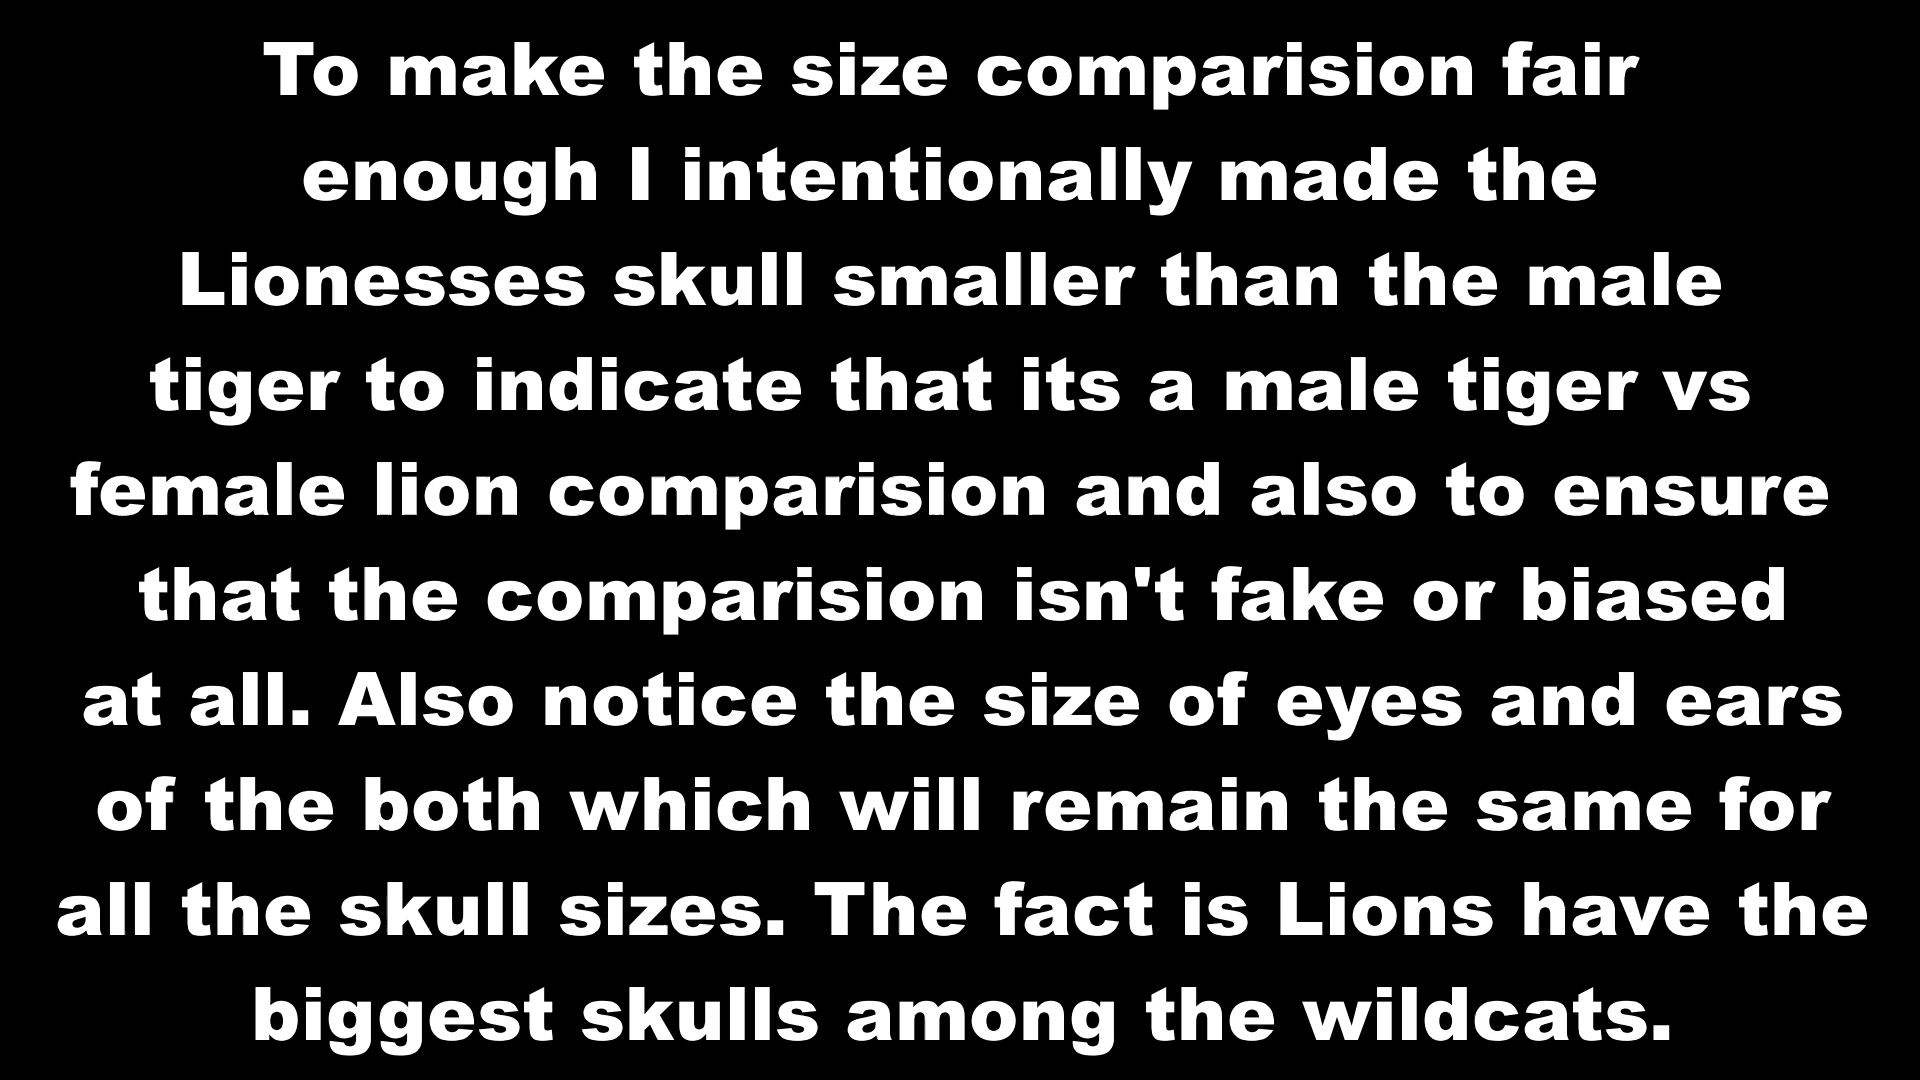 To make the size comparision fair
enough I intentionally made the
Lionesses skull smaller than the male
tiger to indicate that its a male tiger vs
female lion comparision and also to ensure
that the comparision isn't fake or biased
at all. Also notice the size of eyes and ears
of the both which will remain the same for
all the skull sizes. The fact is Lions have the
biggest skulls among the wildcats.